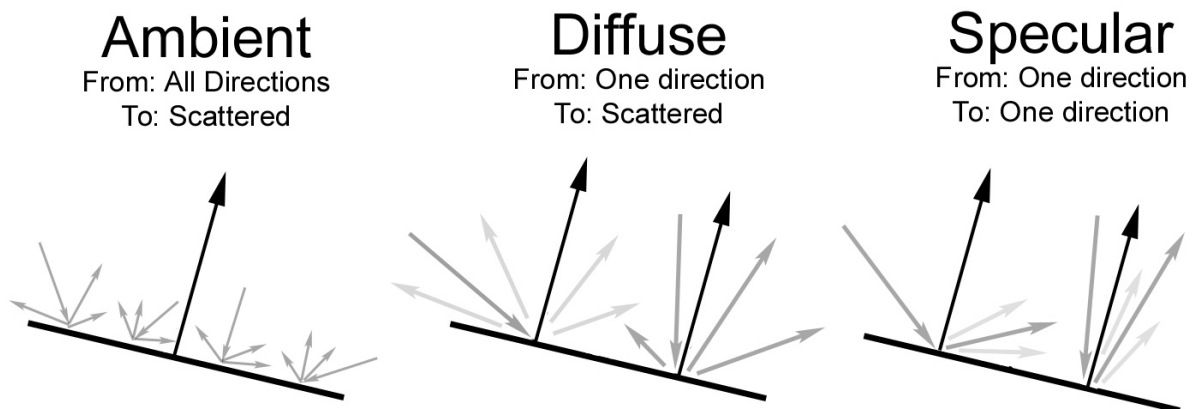 Ambient
From: All Directions
To: Scattered
Diffuse
From: One direction
To: Scattered
Specular
From: One direction
To: One direction